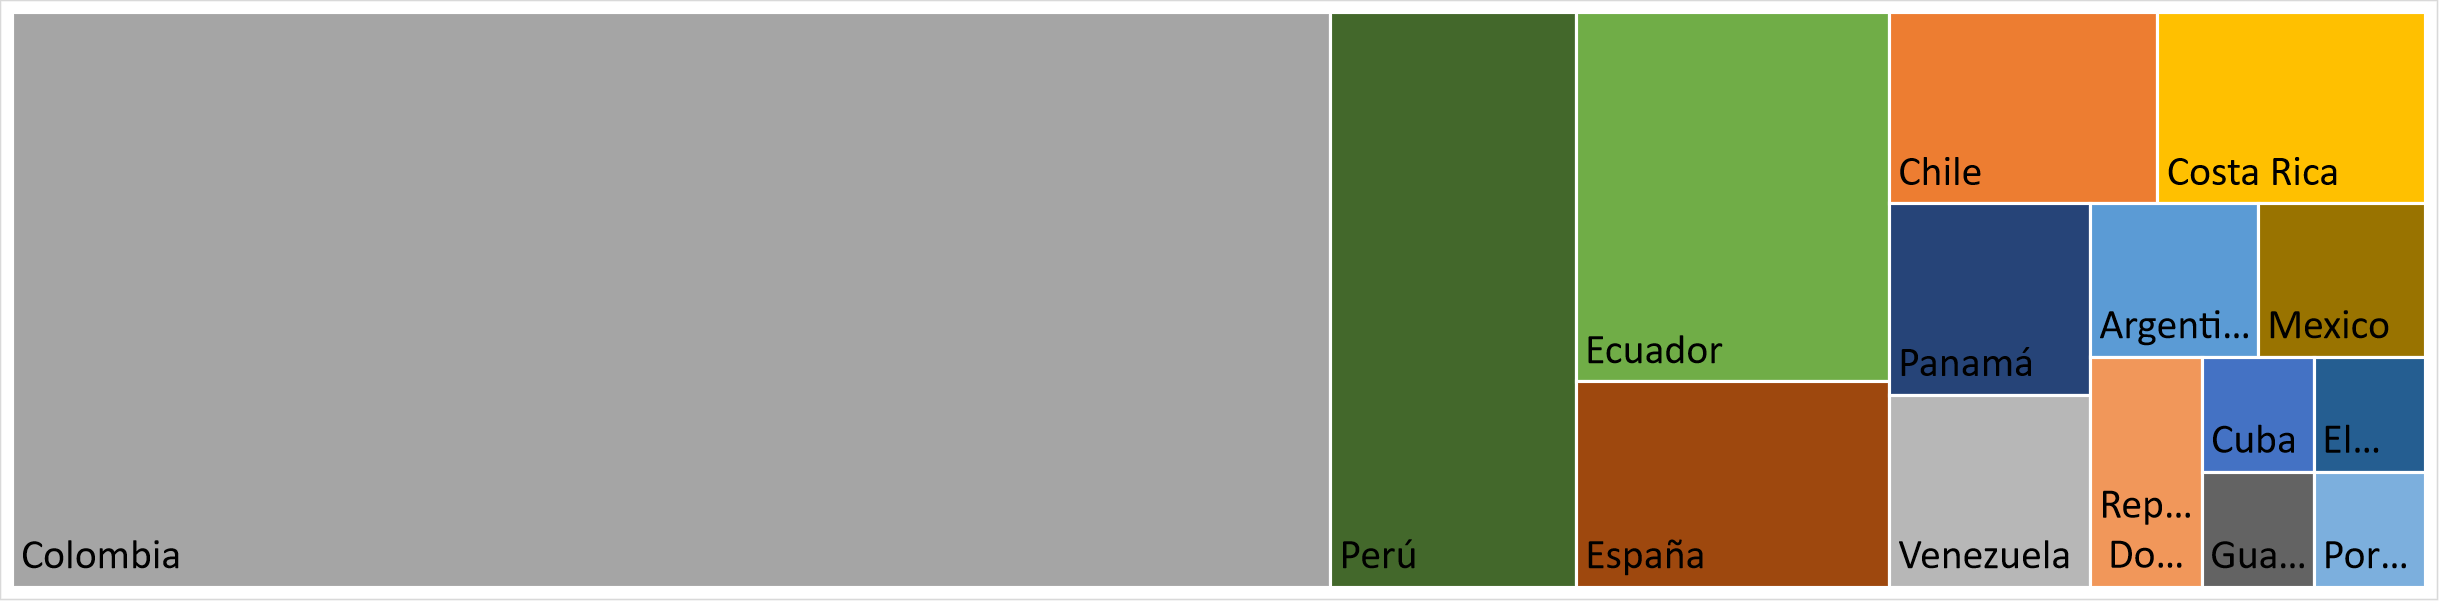 Colombia
Perú
Ecuador
España
Chile
Costa Rica
Panamá
Venezuela
Argenti...
Mexico
Rep...
Do...
Cuba
El...
Gua...
Por...